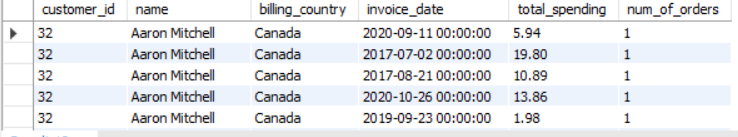 customer_id name billing_country invoice_date total_spending num_of_orders
32 Aaron Mitchell Canada 2020-09-11 00:00:00 5.94 1
32 Aaron Mitchell Canada 2017-07-02 00:00:00 19.80 1
32 Aaron Mitchell Canada 2017-08-21 00:00:00 10.89 1
32 Aaron Mitchell Canada 2020-10-26 00:00:00 13.86 1
32 Aaron Mitchell Canada 2019-09-23 00:00:00 1.98 1